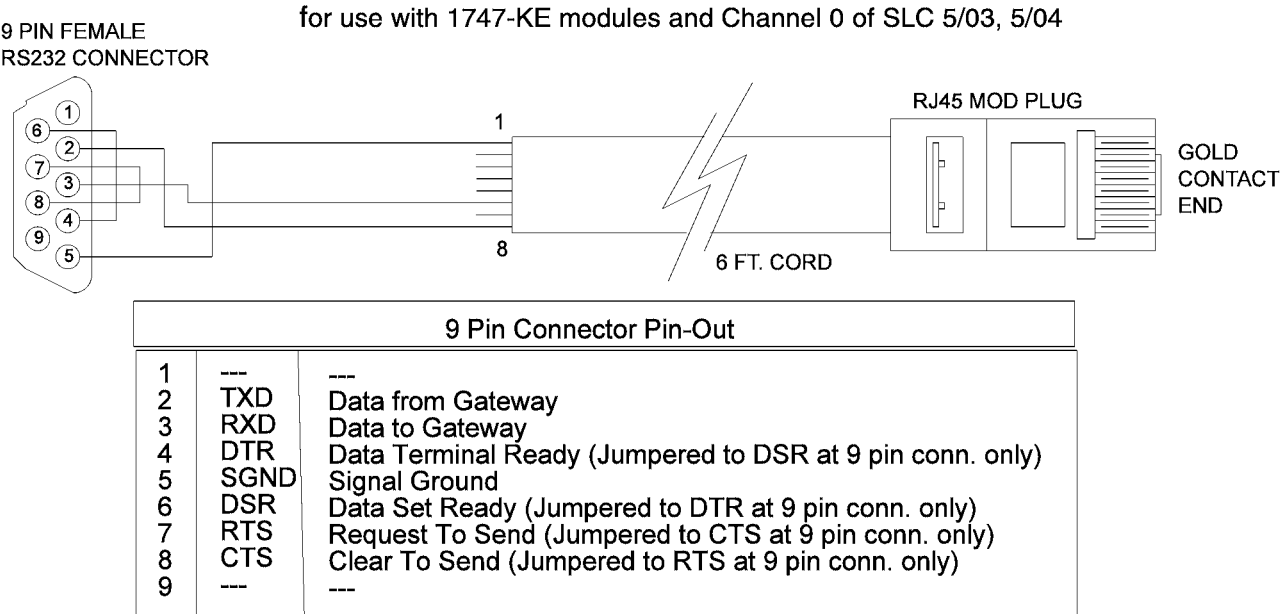 for use with 1747-KE modules and Channel 0 of SLC 5/03, 5/04
9 PIN FEMALE
RS232 CONNECTOR
RJ45 MOD PLUG
1
6
2
7
3
8
4
9
5
1
8
GOLD
CONTACT
END
6 FT. CORD
9 Pin Connector Pin-Out
1 --- ---
2 TXD Data from Gateway
3 RXD Data to Gateway
4 DTR Data Terminal Ready (Jumpered to DSR at 9 pin conn. only)
5 SGND Signal Ground
6 DSR Data Set Ready (Jumpered to DTR at 9 pin conn. only)
7 RTS Request To Send (Jumpered to CTS at 9 pin conn. only)
8 CTS Clear To Send (Jumpered to RTS at 9 pin conn. only)
9 --- ---